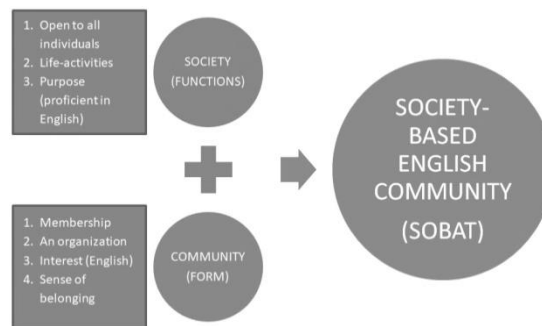 1. Open to all
individuals
2. Life-activities
3. Purpose
(proficient in
English)
SOCIETY
(FUNCTIONS)
1. Membership
2. An organization
3. Interest (English)
4. Sense of
belonging
COMMUNITY
(FORM)
SOCIETY-
BASED
ENGLISH
COMMUNITY
(SOBAT)